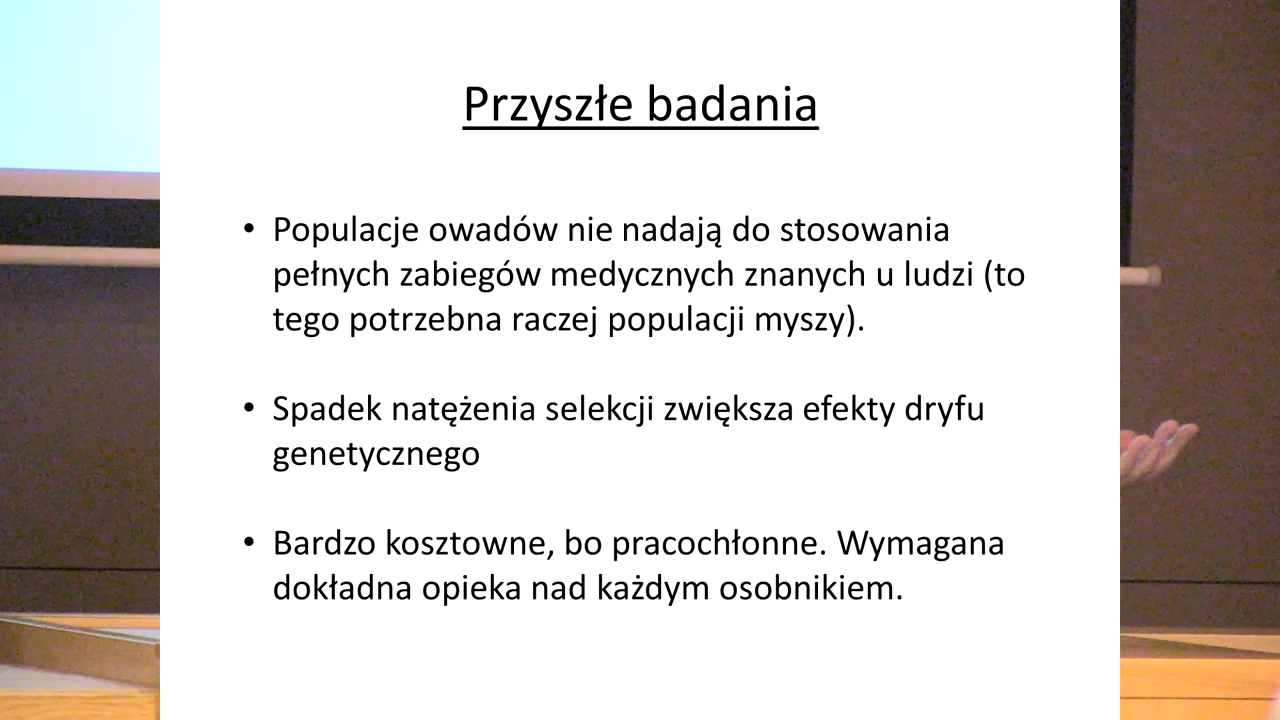 Przyszłe badania
• Populacje owadów nie nadają do stosowania
pełnych zabiegów medycznych znanych u ludzi (to
tego potrzebna raczej populacji myszy).
• Spadek natężenia selekcji zwiększa efekty dryfu
genetycznego
• Bardzo kosztowne, bo pracochłonne. Wymagana
dokładna opieka nad każdym osobnikiem.